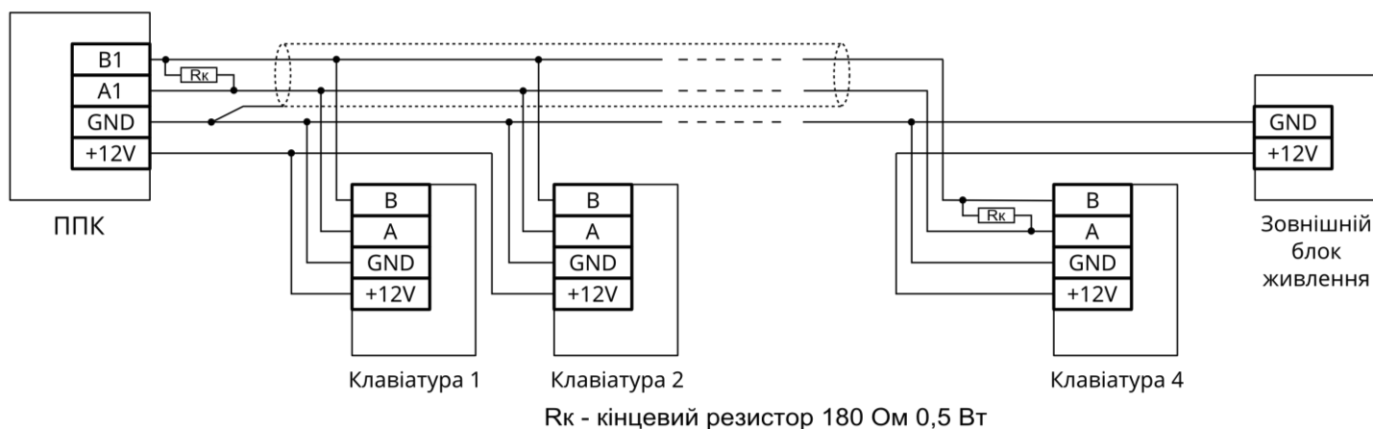 B1
A1
GND
+12V
ППК
Rк
B
A
GND
+12V
Клавіатура 1
B
A
GND
+12V
Клавіатура 2
Rк
B
A
GND
+12V
Клавіатура 4
GND
+12V
Зовнішній
блок
живлення
Rк - кінцевий резистор 180 Ом 0,5 Вт